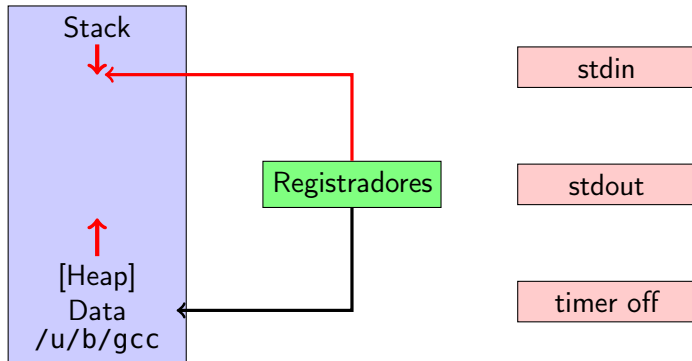 Stack
stdin
Registradores
stdout
[Heap]
Data
/u/b/gcc
timer off